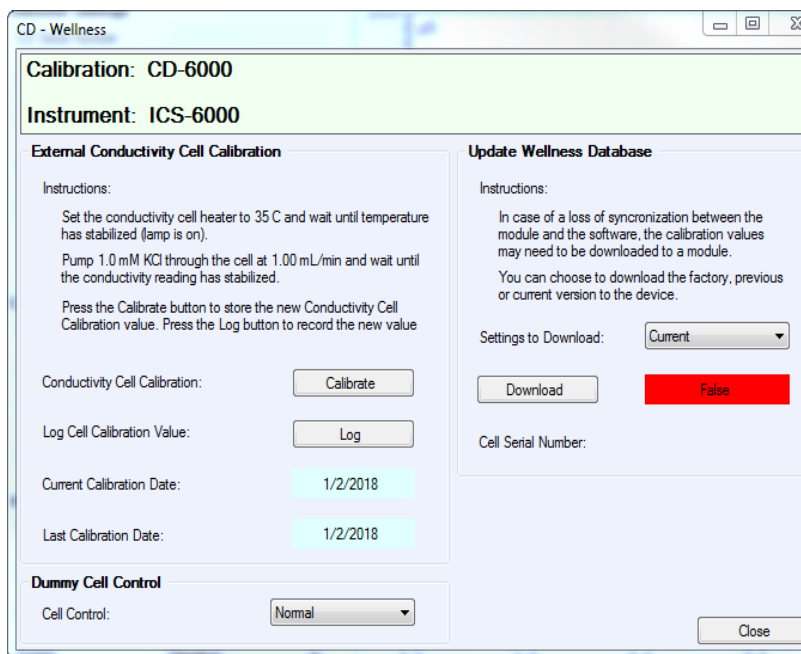 CD - Wellness
Calibration: CD-6000
Instrument: ICS-6000
External Conductivity Cell Calibration
Instructions:
Set the conductivity cell heater to 35 C and wait until temperature
has stabilized (lamp is on).
Pump 1.0 mM KCl through the cell at 1.00 mL/min and wait until
the conductivity reading has stabilized.
Press the Calibrate button to store the new Conductivity Cell
Calibration value. Press the Log button to record the new value
Conductivity Cell Calibration:
Calibrate
Log Cell Calibration Value:
Log
Current Calibration Date:
1/2/2018
Last Calibration Date:
1/2/2018
Dummy Cell Control
Cell Control:
Normal
Update Wellness Database
Instructions:
In case of a loss of syncronization between the
module and the software, the calibration values
may need to be downloaded to a module.
You can choose to download the factory, previous
or current version to the device.
Settings to Download:
Current
Download
False
Cell Serial Number:
Close